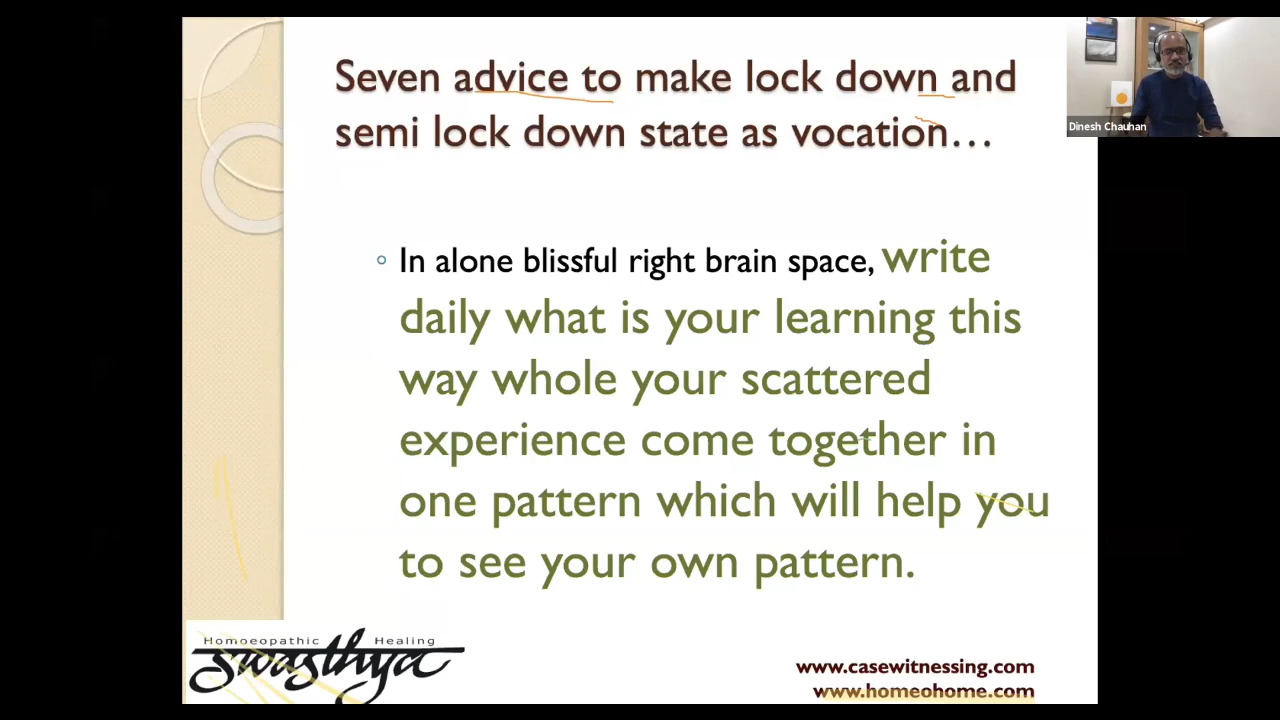 Seven advice to make lock down and
semi lock down state as vocation...
Dinesh Chauhan
In alone blissful right brain space, write
daily what is your learning this
way whole your scattered
experience come together in
one pattern which will help you
to see your own pattern.
Homoeopathic Healing
swasthya
www.casewitnessing.com
www.homeohome.com